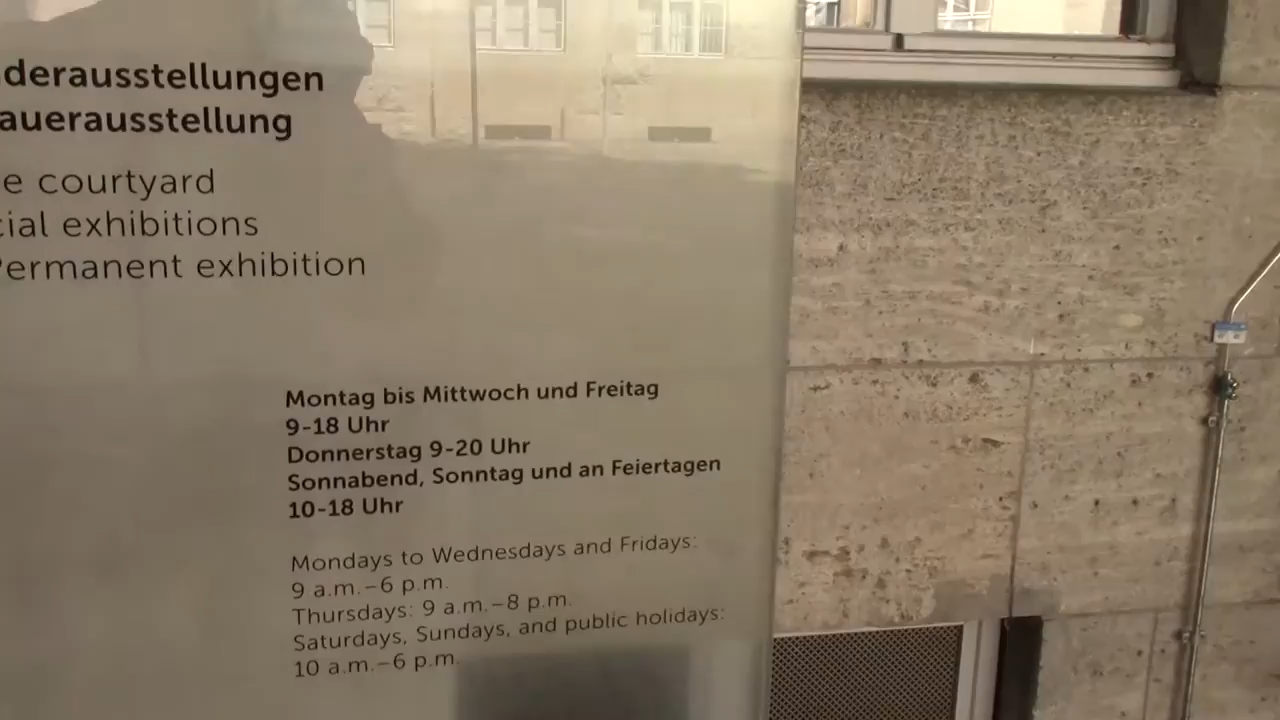 derausstellungen
auerausstellung
e courtyard
cial exhibitions
Permanent exhibition
Montag bis Mittwoch und Freitag
9-18 Uhr
Donnerstag 9-20 Uhr
Sonnabend, Sonntag und an Feiertagen
10-18 Uhr
Mondays to Wednesdays and Fridays:
9 a.m.–6 p.m.
Thursdays: 9 a.m.–8 p.m.
Saturdays, Sundays, and public holidays:
10 a.m.–6 p.m.